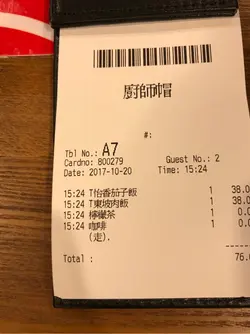 廚師帽
#:
Tbl No.: A7
Cardno: 800279 Guest No.: 2
Date: 2017-10-20 Time: 15:24
15:24 T怡香茄子飯 1 38.0
15:24 T東坡肉飯 1 38.0
15:24 檸檬茶 1 0.0
15:24 咖啡 1 0.0
(走).
Total : 76.0